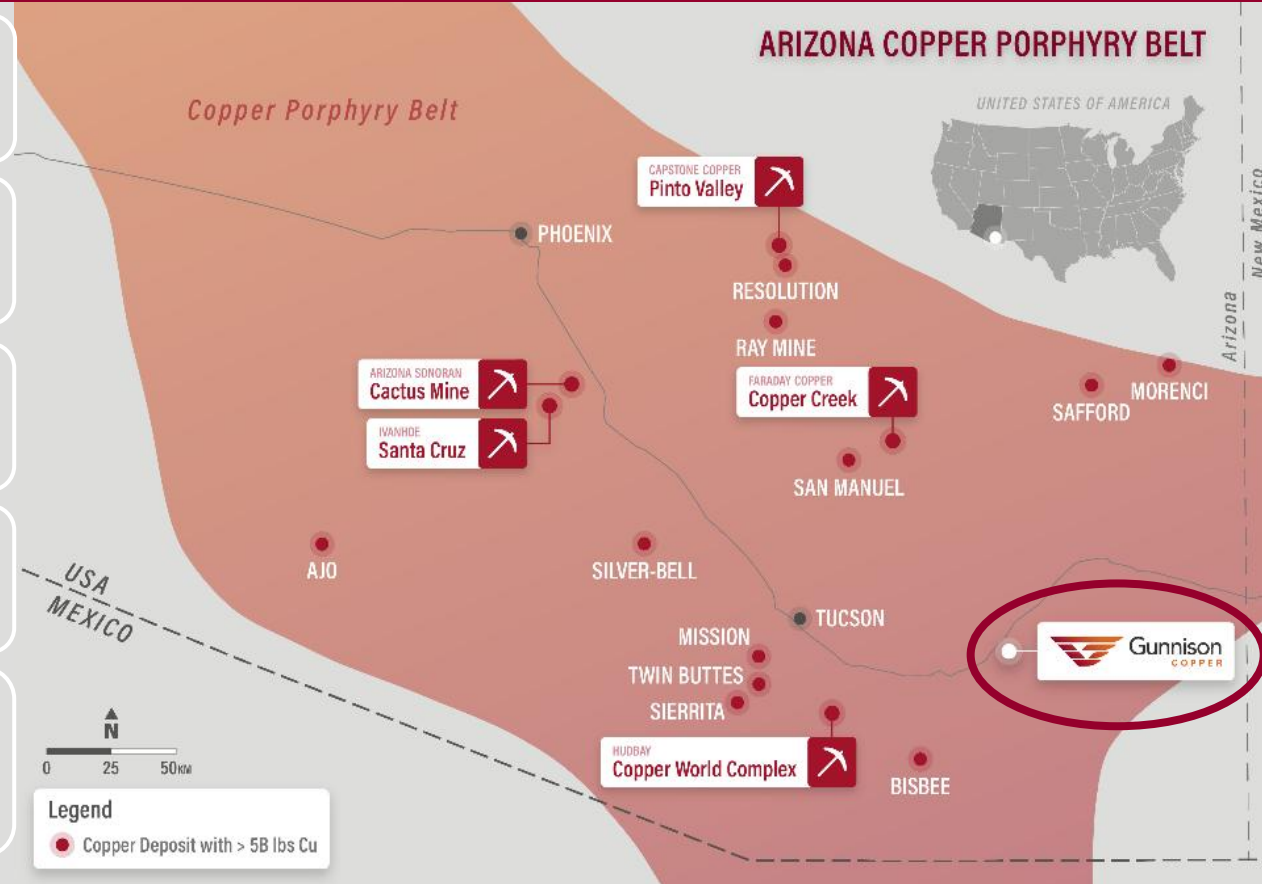 ARIZONA COPPER PORPHYRY BELT
Copper Porphyry Belt
UNITED STATES OF AMERICA
New Mexico
Arizona
CAPSTONE COPPER
Pinto Valley
PHOENIX
RESOLUTION
RAY MINE
ARIZONA SONORAN
Cactus Mine
IVANHOE
Santa Cruz
FARADAY COPPER
Copper Creek
MORENCI
SAFFORD
SAN MANUEL
AJO
SILVER-BELL
USA
MEXICO
TUCSON
MISSION
TWIN BUTTES
SIERRITA
Gunnison
COPPER
HUDBAY
Copper World Complex
BISBEE
N
0 25 50KM
Legend
Copper Deposit with > 5B lbs Cu